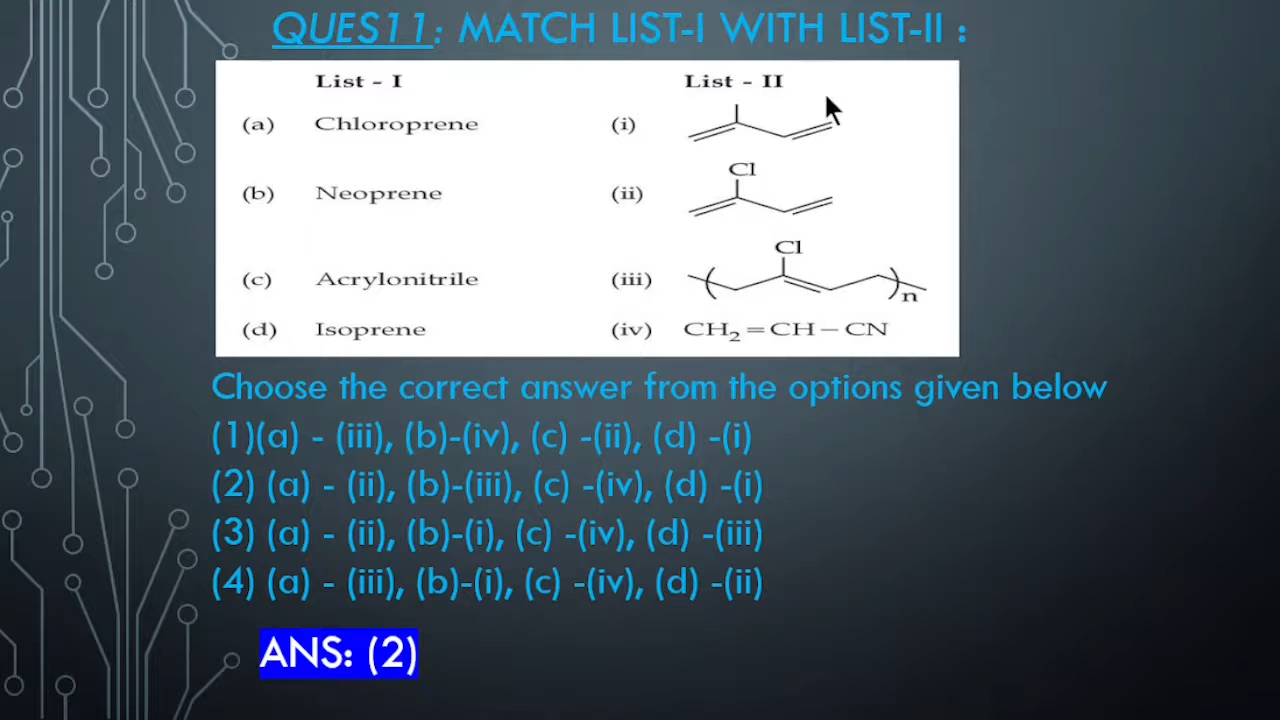 QUES11: MATCH LIST-I WITH LIST-II :
List - I List - II
(a) Chloroprene (i)
Cl
(b) Neoprene (ii)
Cl
(c) Acrylonitrile (iii) ( )n
(d) Isoprene (iv) CH₂=CH–CN
Choose the correct answer from the options given below
(1)(a) - (iii), (b)-(iv), (c) -(ii), (d) -(i)
(2) (a) - (ii), (b)-(iii), (c) -(iv), (d) -(i)
(3) (a) - (ii), (b)-(i), (c) -(iv), (d) -(iii)
(4) (a) - (iii), (b)-(i), (c) -(iv), (d) -(ii)
ANS: (2)